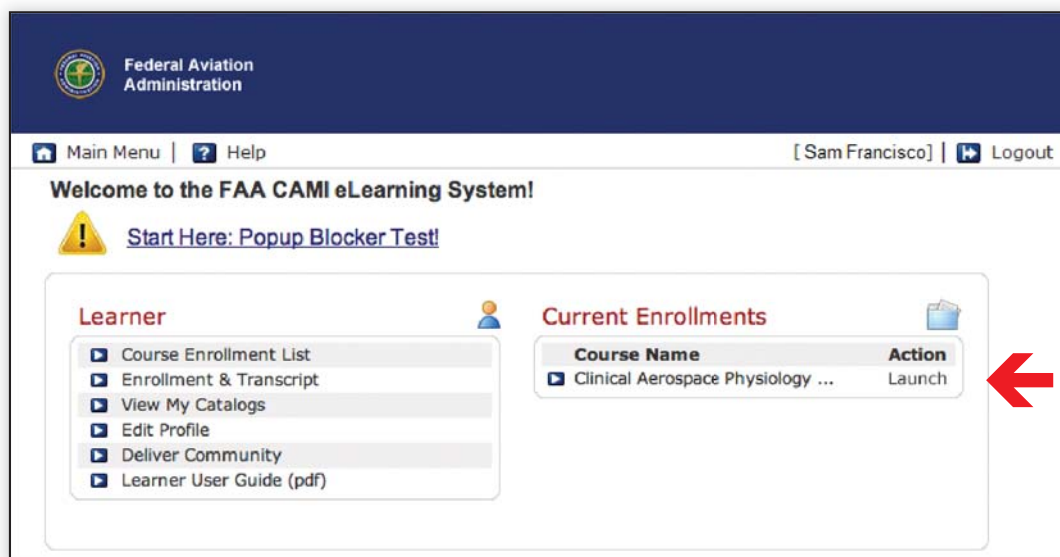 Federal Aviation
Administration
Main Menu | ? Help
[ Sam Francisco] | Logout
Welcome to the FAA CAMI eLearning System!
! Start Here: Popup Blocker Test!
Learner
Course Enrollment List
Enrollment & Transcript
View My Catalogs
Edit Profile
Deliver Community
Learner User Guide (pdf)
Current Enrollments
Course Name Action
Clinical Aerospace Physiology ... Launch